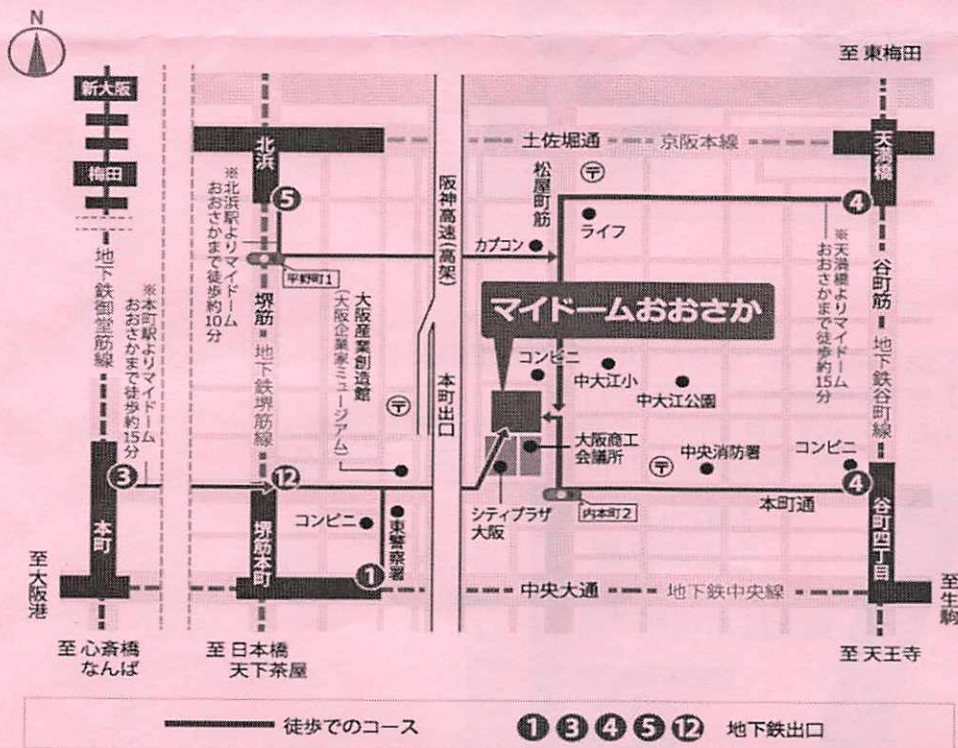 N
至 東梅田
新大阪
梅田
地下鉄御堂筋線
※本町駅よりマイドーム
おおさかまで徒歩約15分
北浜
5
※北浜駅よりマイドーム
おおさかまで徒歩約10分
平野町1
堺筋
地下鉄堺筋線
大阪産業創造館
(大阪企業家ミュージアム)
〒
阪神高速(高架)
本町出口
土佐堀通
京阪本線
松屋町筋
〒
ライフ
カプコン
天満橋
4
※天満橋よりマイドーム
おおさかまで徒歩約15分
谷町筋
地下鉄谷町線
マイドームおおさか
コンビニ
中大江小
中大江公園
大阪商工
会議所
〒
中央消防署
コンビニ
4
本町通
内本町2
シティプラザ
大阪
3
本町
12
堺筋本町
コンビニ
東警察署
1
谷町四丁目
至大阪港
中央大通
地下鉄中央線
至生駒
至 心斎橋
なんば
至 日本橋
天下茶屋
至 天王寺
徒歩でのコース
1 3 4 5 12 地下鉄出口